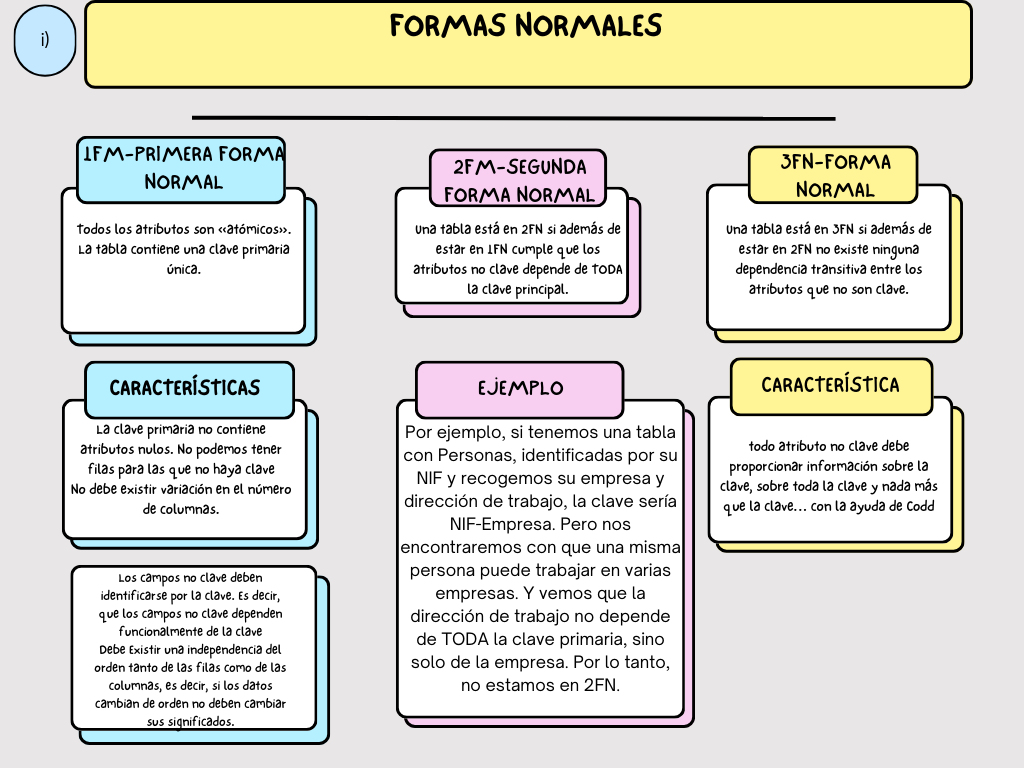 i)
FORMAS NORMALES
1FM-PRIMERA FORMA
NORMAL
Todos los atributos son «atómicos».
La tabla contiene una clave primaria
única.
2FM-SEGUNDA
FORMA NORMAL
Una tabla está en 2FN si además de
estar en 1FN cumple que los
atributos no clave depende de TODA
la clave principal.
3FN-FORMA
NORMAL
Una tabla está en 3FN si además de
estar en 2FN no existe ninguna
dependencia transitiva entre los
atributos que no son clave.
CARACTERÍSTICAS
La clave primaria no contiene
atributos nulos. No podemos tener
filas para las que no haya clave
No debe existir variación en el número
de columnas.
Los campos no clave deben
identificarse por la clave. Es decir,
que los campos no clave dependen
funcionalmente de la clave
Debe Existir una independencia del
orden tanto de las filas como de las
columnas, es decir, si los datos
cambian de orden no deben cambiar
sus significados.
EJEMPLO
Por ejemplo, si tenemos una tabla
con Personas, identificadas por su
NIF y recogemos su empresa y
dirección de trabajo, la clave sería
NIF-Empresa. Pero nos
encontraremos con que una misma
persona puede trabajar en varias
empresas. Y vemos que la
dirección de trabajo no depende
de TODA la clave primaria, sino
solo de la empresa. Por lo tanto,
no estamos en 2FN.
CARACTERÍSTICA
todo atributo no clave debe
proporcionar información sobre la
clave, sobre toda la clave y nada más
que la clave... con la ayuda de Codd